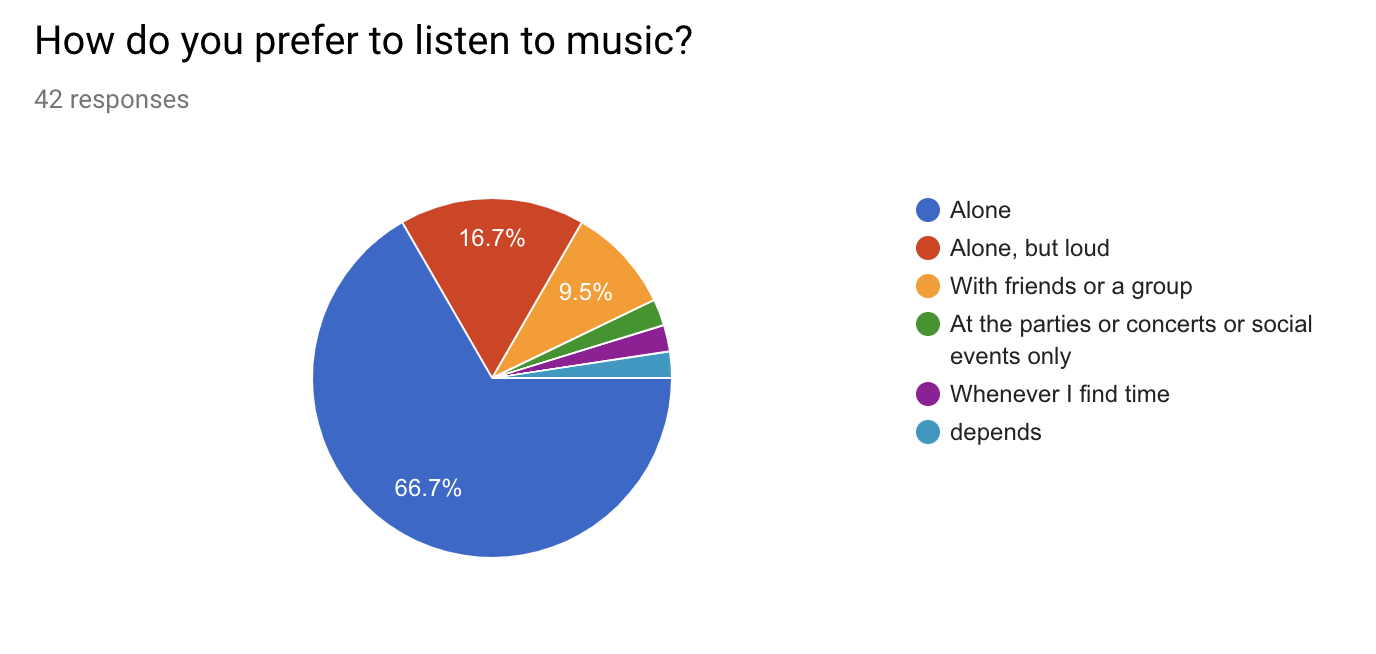 How do you prefer to listen to music?
42 responses
16.7%
9.5%
66.7%
Alone
Alone, but loud
With friends or a group
At the parties or concerts or social
events only
Whenever I find time
depends